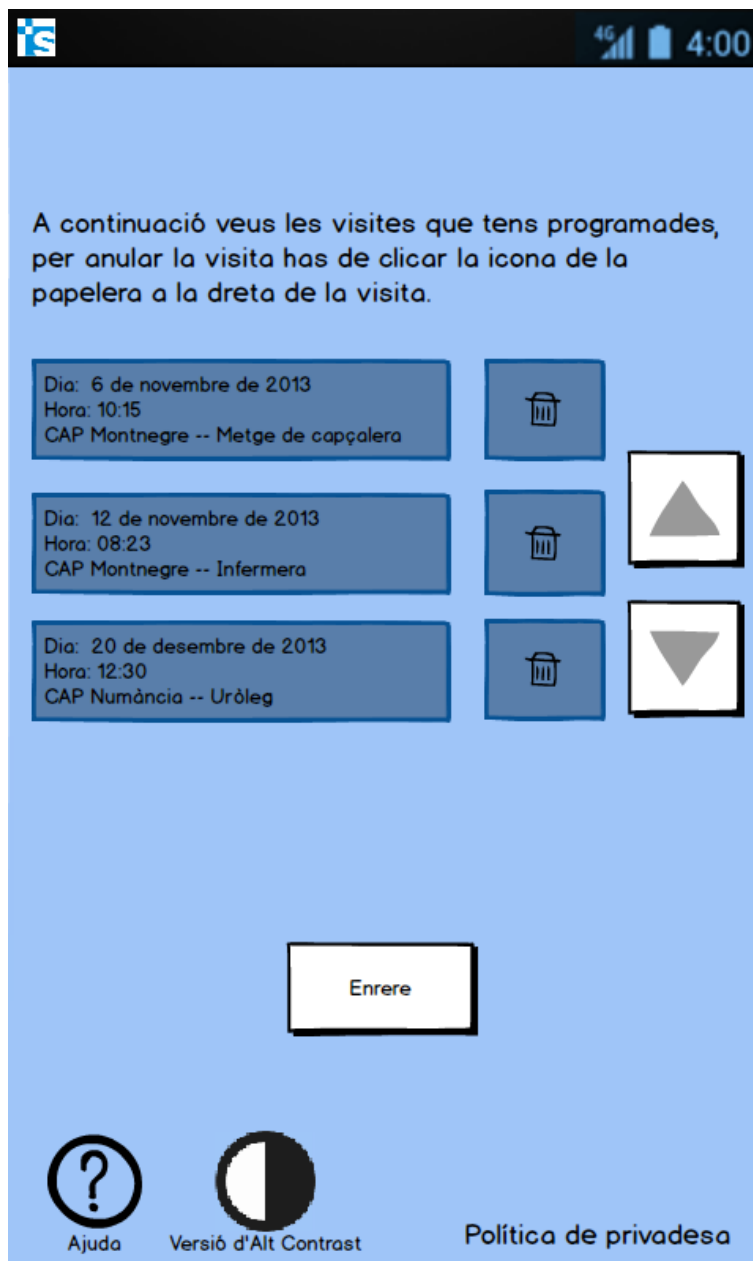 is
4G 4:00
A continuació veus les visites que tens programades,
per anular la visita has de clicar la icona de la
papelera a la dreta de la visita.
Dia: 6 de novembre de 2013
Hora: 10:15
CAP Montnegre -- Metge de capçalera
Dia: 12 de novembre de 2013
Hora: 08:23
CAP Montnegre -- Infermera
Dia: 20 de desembre de 2013
Hora: 12:30
CAP Numància -- Uròleg
Enrere
?
Ajuda
Versió d'Alt Contrast
Política de privadesa